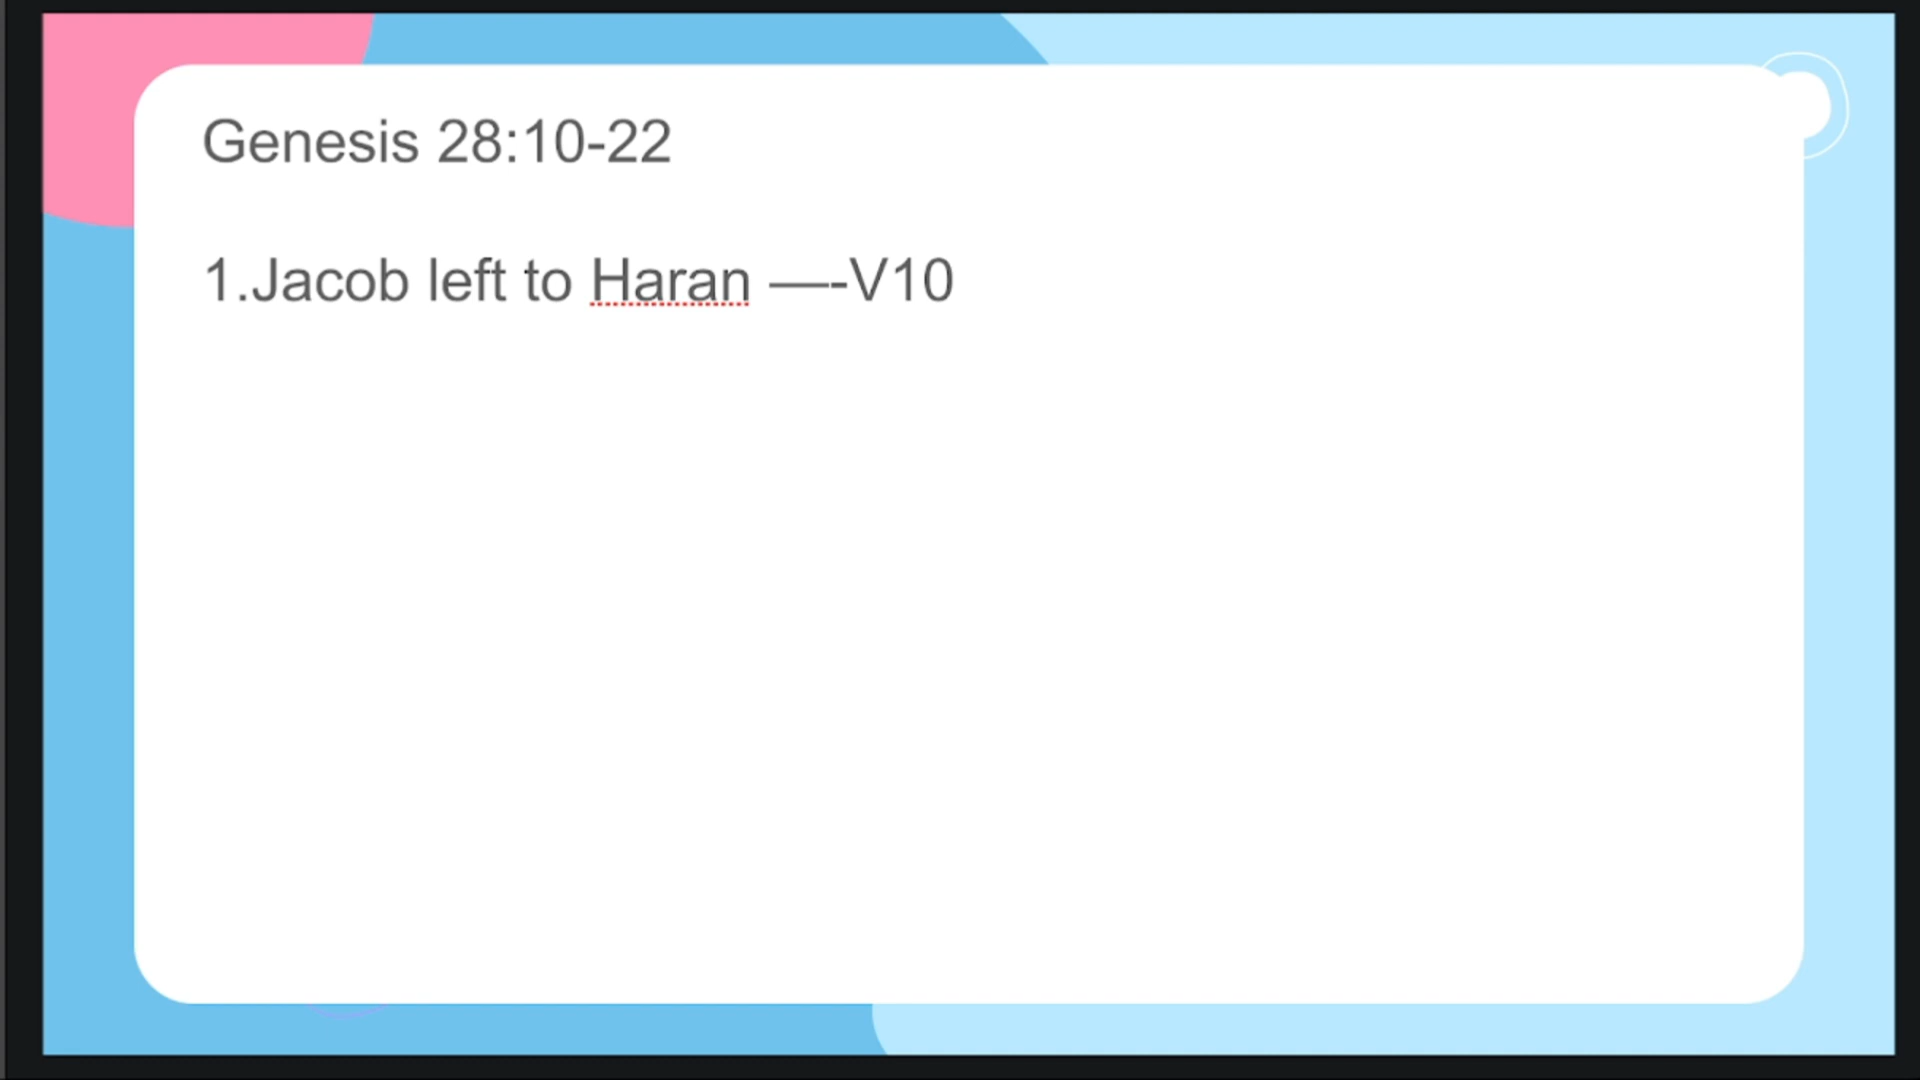 Genesis 28:10-22
1.Jacob left to Haran —-V10